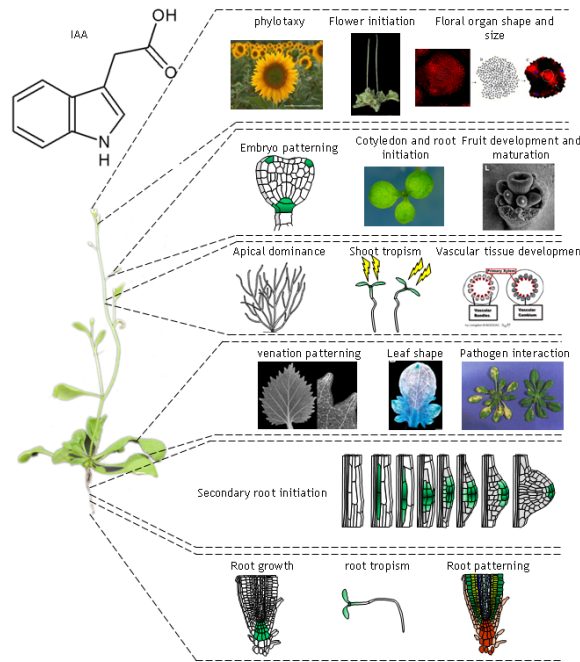 IAA
OH
O
N
H
phylotaxy
Flower initiation
Floral organ shape and
size
Embryo patterning
Cotyledon and root
initiation
Fruit development and
maturation
L
Apical dominance
Shoot tropism
Vascular tissue development
Primary Xylem
Vascular
Bundles
Vascular
Cambium
venation patterning
Leaf shape
Pathogen interaction
Secondary root initiation
Root growth
root tropism
Root patterning